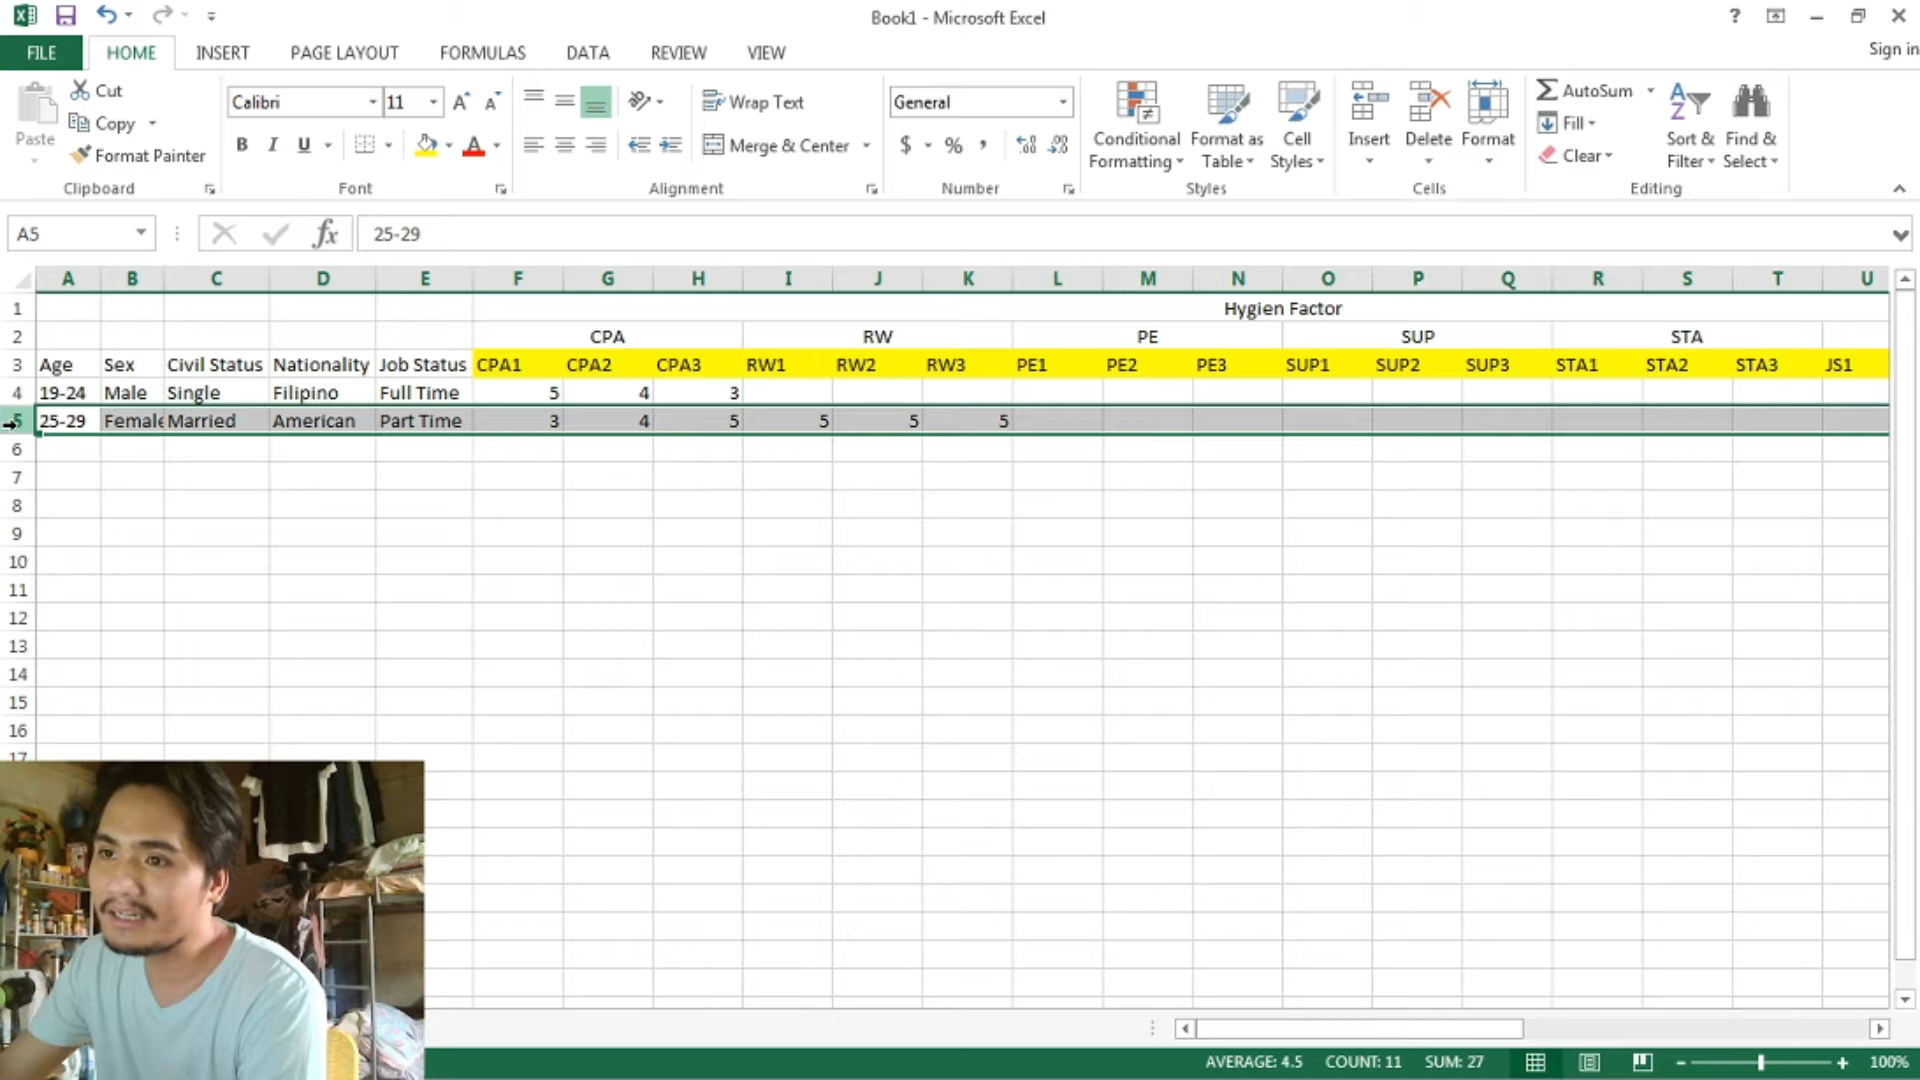 Book1 - Microsoft Excel
?
Sign in
FILE HOME INSERT PAGE LAYOUT FORMULAS DATA REVIEW VIEW
Paste
Cut
Copy
Format Painter
Clipboard
Calibri 11
B I U
Font
Wrap Text
Merge & Center
Alignment
General
$ % ,
Number
Conditional Formatting
Format as Table
Cell Styles
Styles
Insert Delete Format
Cells
AutoSum
Fill
Clear
Sort & Filter
Find & Select
Editing
A5 fx 25-29
A B C D E F G H I J K L M N O P Q R S T U
1 Hygien Factor
2 CPA RW PE SUP STA
3 Age Sex Civil Status Nationality Job Status CPA1 CPA2 CPA3 RW1 RW2 RW3 PE1 PE2 PE3 SUP1 SUP2 SUP3 STA1 STA2 STA3 JS1
4 19-24 Male Single Filipino Full Time 5 4 3
5 25-29 Female Married American Part Time 3 4 5 5 5 5
6
7
8
9
10
11
12
13
14
15
16
17
AVERAGE: 4.5 COUNT: 11 SUM: 27 100%